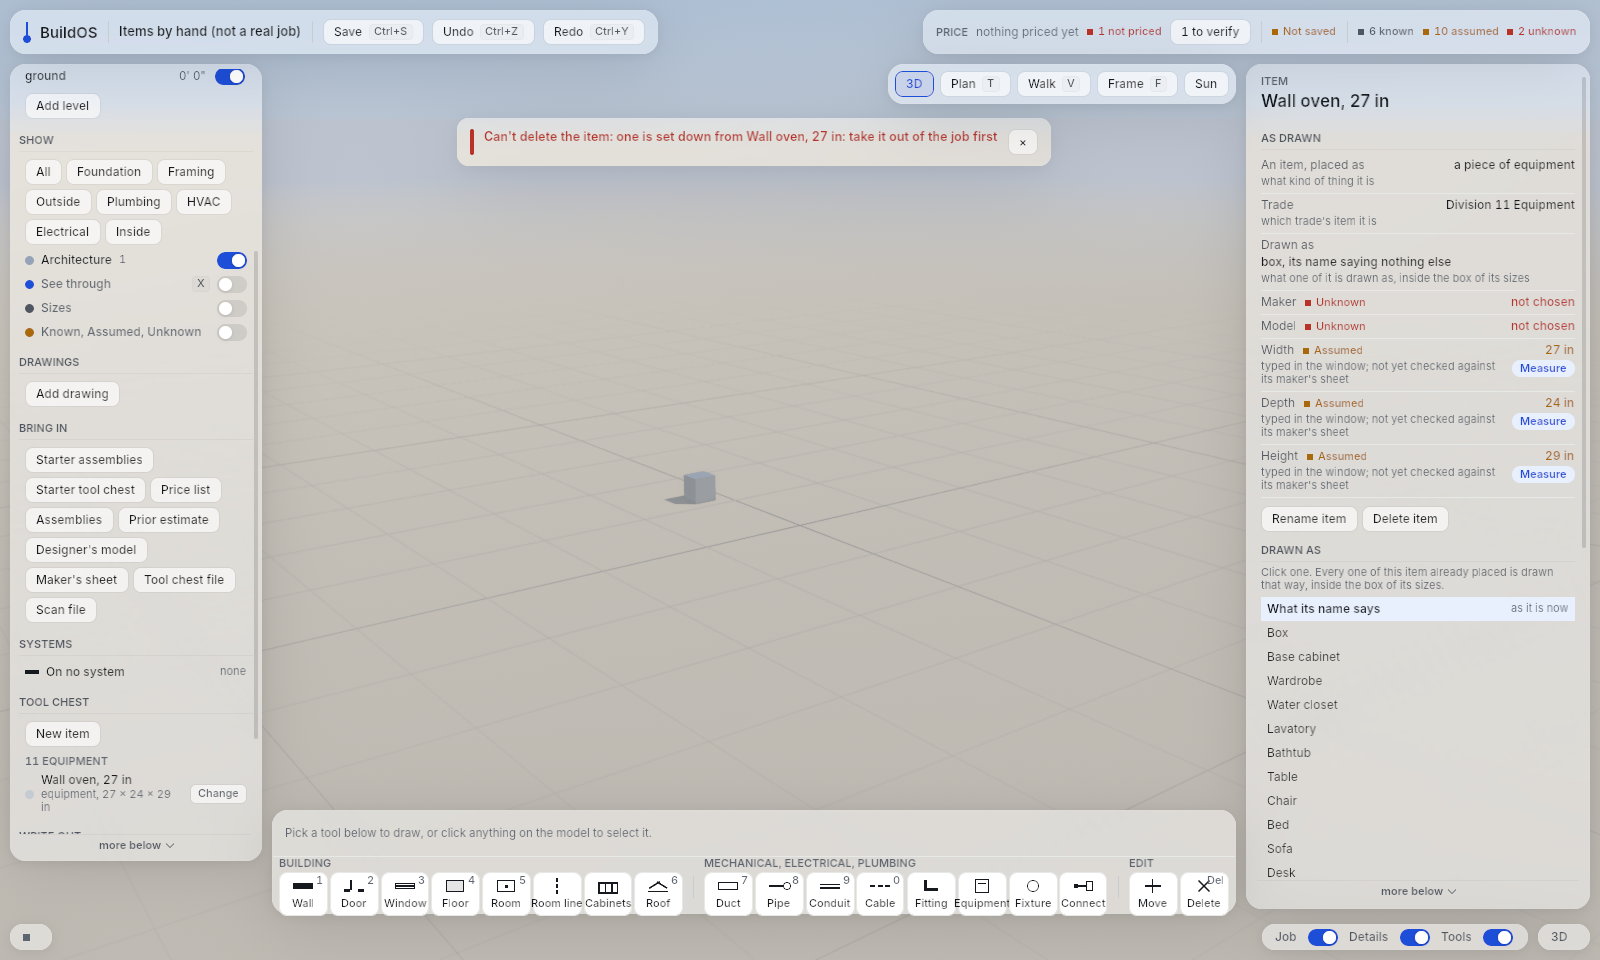 BuildOS
Items by hand (not a real job)
Save Ctrl+S
Undo Ctrl+Z
Redo Ctrl+Y
PRICE nothing priced yet
1 not priced
1 to verify
Not saved
6 known
10 assumed
2 unknown
ground 0' 0"
Add level
SHOW
All Foundation Framing
Outside Plumbing HVAC
Electrical Inside
Architecture 1
See through X
Sizes
Known, Assumed, Unknown
DRAWINGS
Add drawing
BRING IN
Starter assemblies
Starter tool chest Price list
Assemblies Prior estimate
Designer's model
Maker's sheet Tool chest file
Scan file
SYSTEMS
On no system none
TOOL CHEST
New item
11 EQUIPMENT
Wall oven, 27 in
equipment, 27 × 24 × 29
in
Change
more below
3D
Plan T
Walk V
Frame F
Sun
Can't delete the item: one is set down from Wall oven, 27 in: take it out of the job first ×
Pick a tool below to draw, or click anything on the model to select it.
BUILDING
1 Wall
2 Door
3 Window
4 Floor
5 Room
Room line
Cabinets
6 Roof
MECHANICAL, ELECTRICAL, PLUMBING
7 Duct
8 Pipe
9 Conduit
0 Cable
Fitting
Equipment
Fixture
Connect
EDIT
Move
Del Delete
ITEM
Wall oven, 27 in
AS DRAWN
An item, placed as a piece of equipment
what kind of thing it is
Trade Division 11 Equipment
which trade's item it is
Drawn as
box, its name saying nothing else
what one of it is drawn as, inside the box of its sizes
Maker Unknown not chosen
Model Unknown not chosen
Width Assumed 27 in
typed in the window; not yet checked against
its maker's sheet
Measure
Depth Assumed 24 in
typed in the window; not yet checked against
its maker's sheet
Measure
Height Assumed 29 in
typed in the window; not yet checked against
its maker's sheet
Measure
Rename item Delete item
DRAWN AS
Click one. Every one of this item already placed is drawn
that way, inside the box of its sizes.
What its name says as it is now
Box
Base cabinet
Wardrobe
Water closet
Lavatory
Bathtub
Table
Chair
Bed
Sofa
Desk
more below
Job
Details
Tools
3D